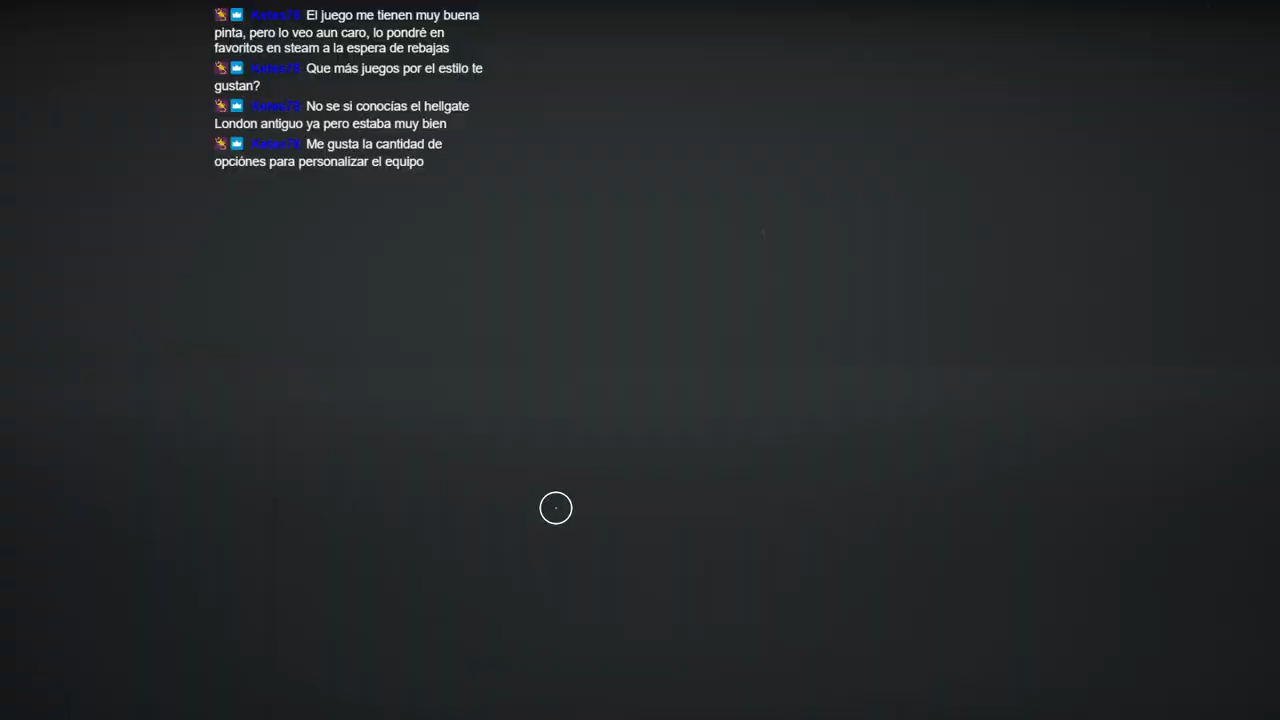 El juego me tienen muy buena
pinta, pero lo veo aun caro, lo pondré en
favoritos en steam a la espera de rebajas
Que más juegos por el estilo te
gustan?
No se si conocías el hellgate
London antiguo ya pero estaba muy bien
Me gusta la cantidad de
opciónes para personalizar el equipo